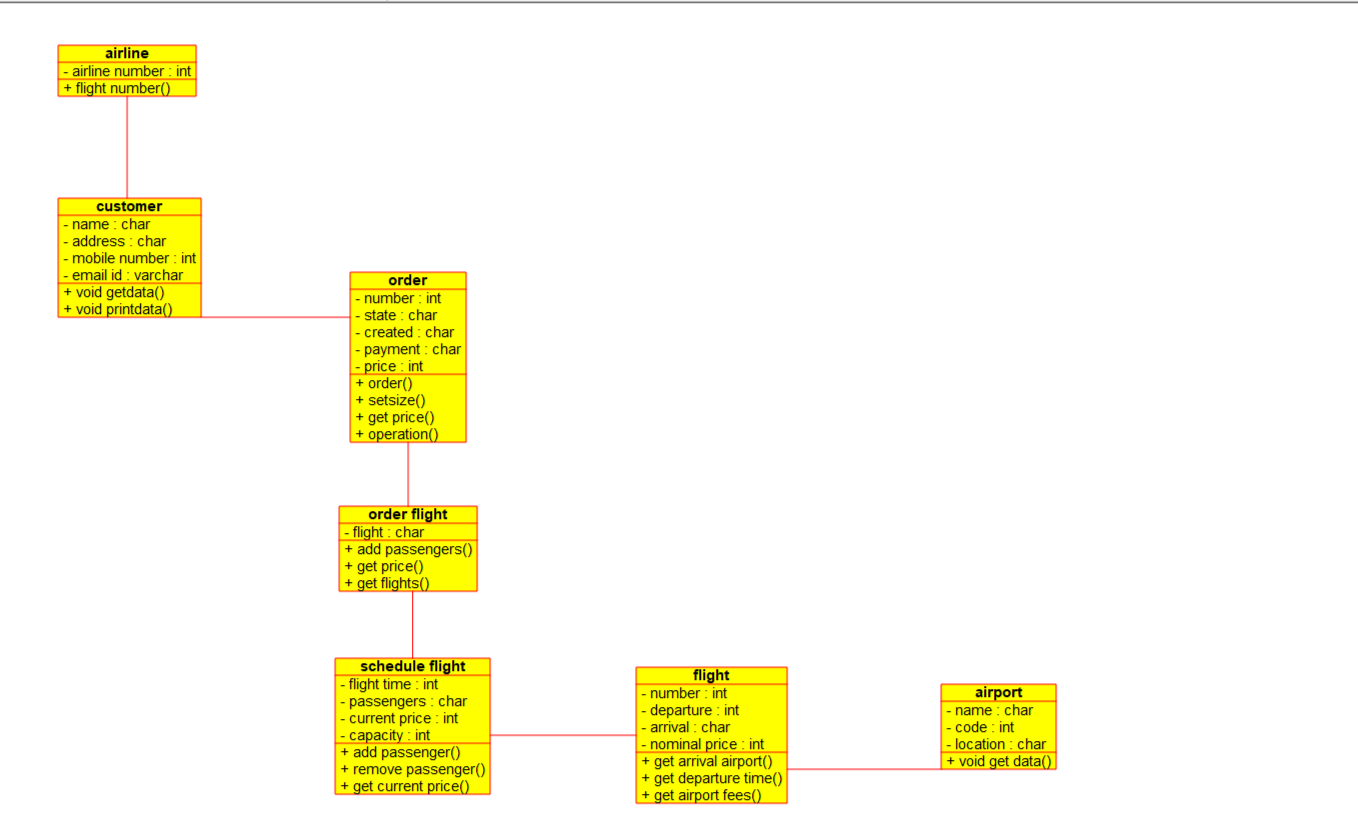 airline
- airline number : int
+ flight number()
customer
- name : char
- address : char
- mobile number : int
- email id : varchar
+ void getdata()
+ void printdata()
order
- number : int
- state : char
- created : char
- payment : char
- price : int
+ order()
+ setsize()
+ get price()
+ operation()
order flight
- flight : char
+ add passengers()
+ get price()
+ get flights()
schedule flight
- flight time : int
- passengers : char
- current price : int
- capacity : int
+ add passenger()
+ remove passenger()
+ get current price()
flight
- number : int
- departure : int
- arrival : char
- nominal price : int
+ get arrival airport()
+ get departure time()
+ get airport fees()
airport
- name : char
- code : int
- location : char
+ void get data()